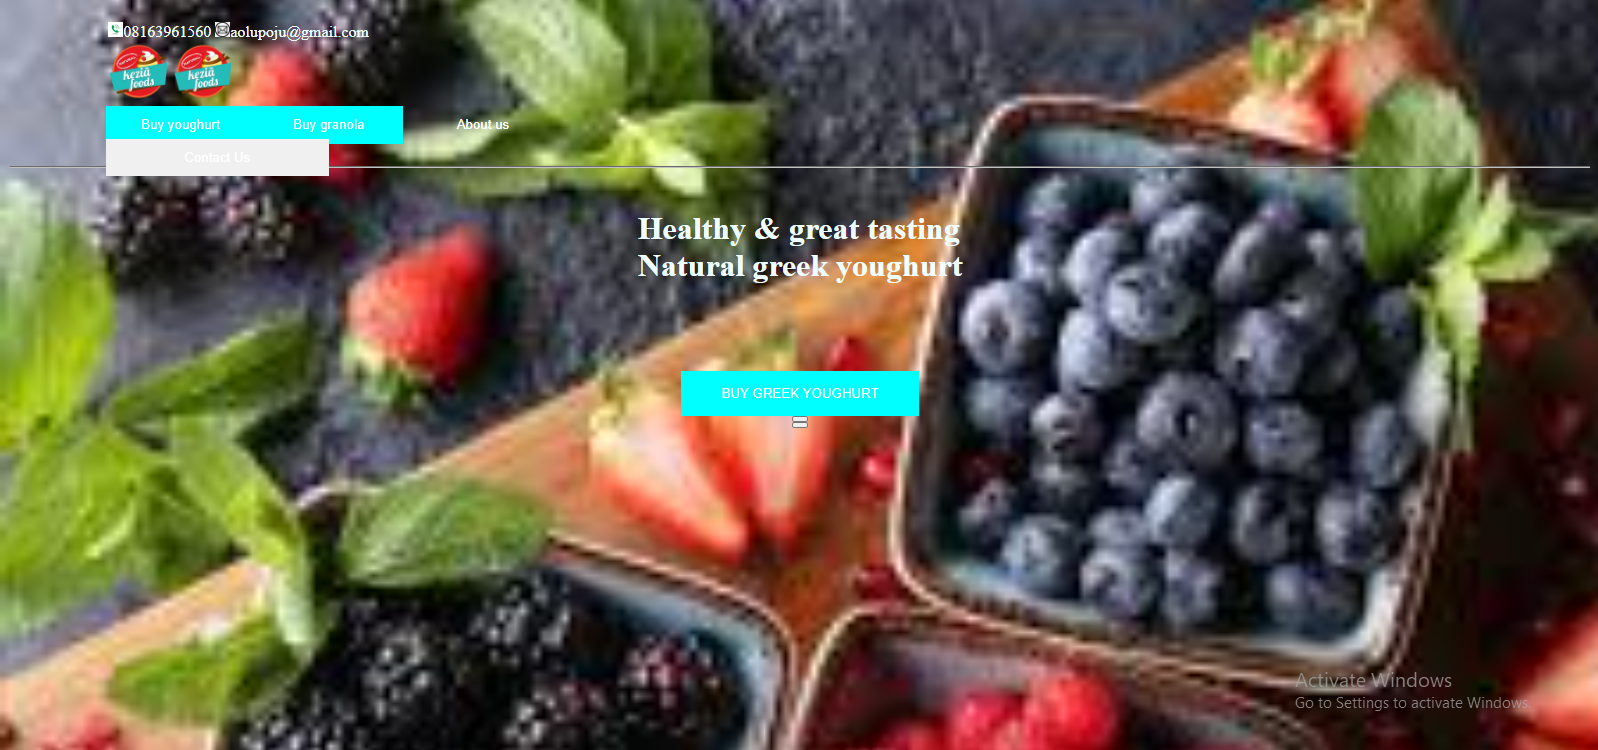 08163961560 aolupoju@gmail.com
kezia foods kezia foods
Buy youghurt Buy granola About us
Contact Us
Healthy & great tasting
Natural greek youghurt
BUY GREEK YOUGHURT
Activate Windows
Go to Settings to activate Windows.